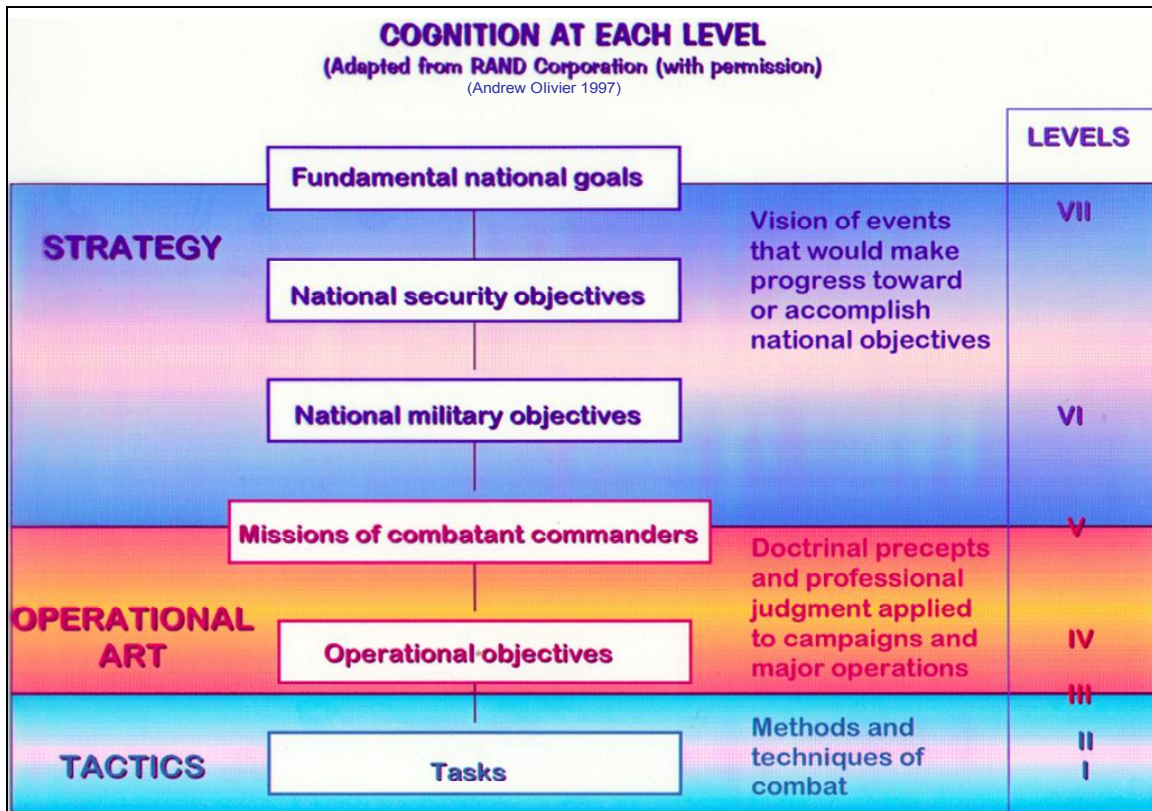 COGNITION AT EACH LEVEL
(Adapted from RAND Corporation (with permission)
(Andrew Olivier 1997)
LEVELS
Fundamental national goals
STRATEGY
National security objectives
National military objectives
Vision of events
that would make
progress toward
or accomplish
national objectives
VII
VI
Missions of combatant commanders
V
OPERATIONAL
ART
Operational objectives
Doctrinal precepts
and professional
judgment applied
to campaigns and
major operations
IV
III
TACTICS
Tasks
Methods and
techniques of
combat
II
I